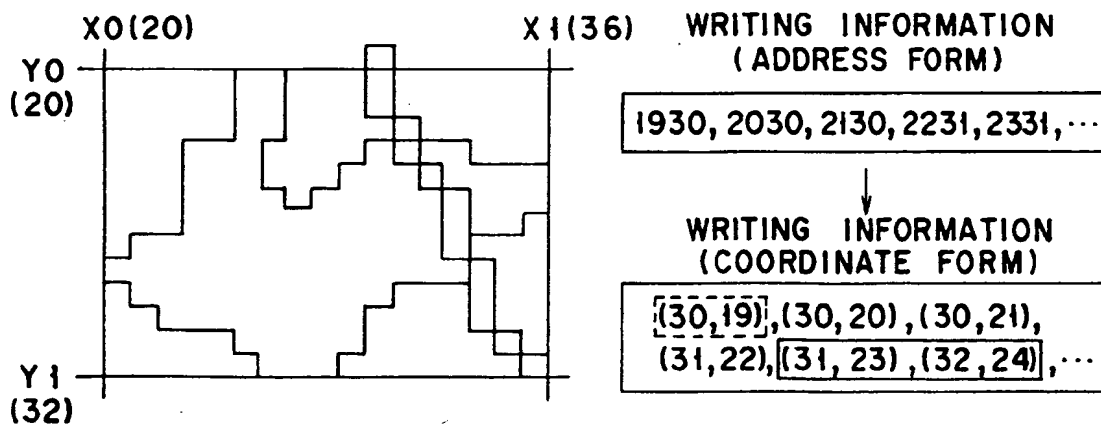 X0(20)
X1(36)
Y0
(20)
Y1
(32)
WRITING INFORMATION
(ADDRESS FORM)
1930, 2030, 2130, 2231, 2331, ...
WRITING INFORMATION
(COORDINATE FORM)
(30,19), (30,20), (30,21),
(31,22), (31,23), (32,24), ...